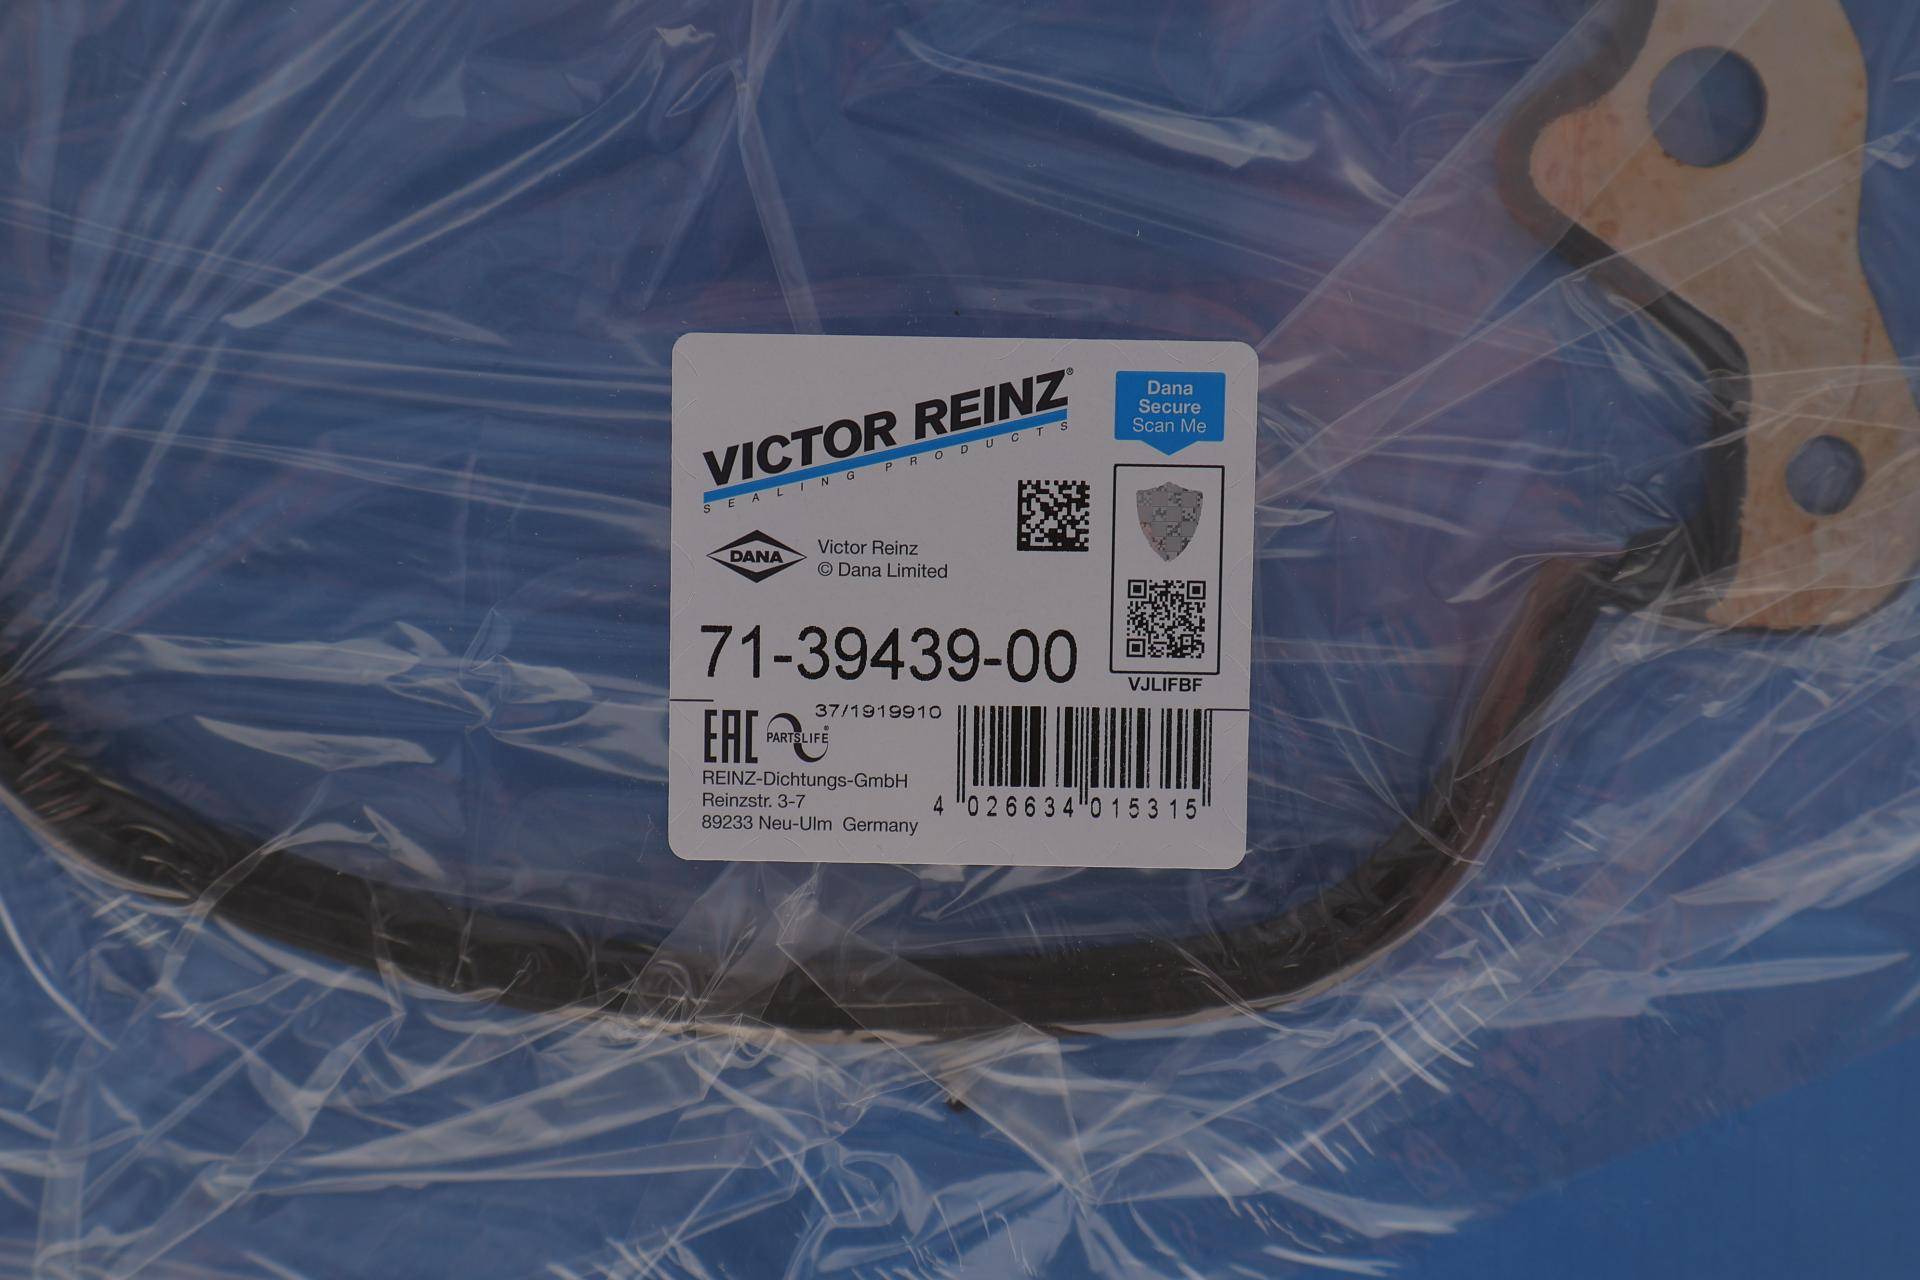 VICTOR REINZ®
SEALING PRODUCTS
Dana
Secure
Scan Me
DANA
Victor Reinz
© Dana Limited
71-39439-00
VJLIFBF
37/1919910
EAC
PARTSLIFE®
REINZ-Dichtungs-GmbH
Reinzstr. 3-7
89233 Neu-Ulm Germany
4 026634 015315